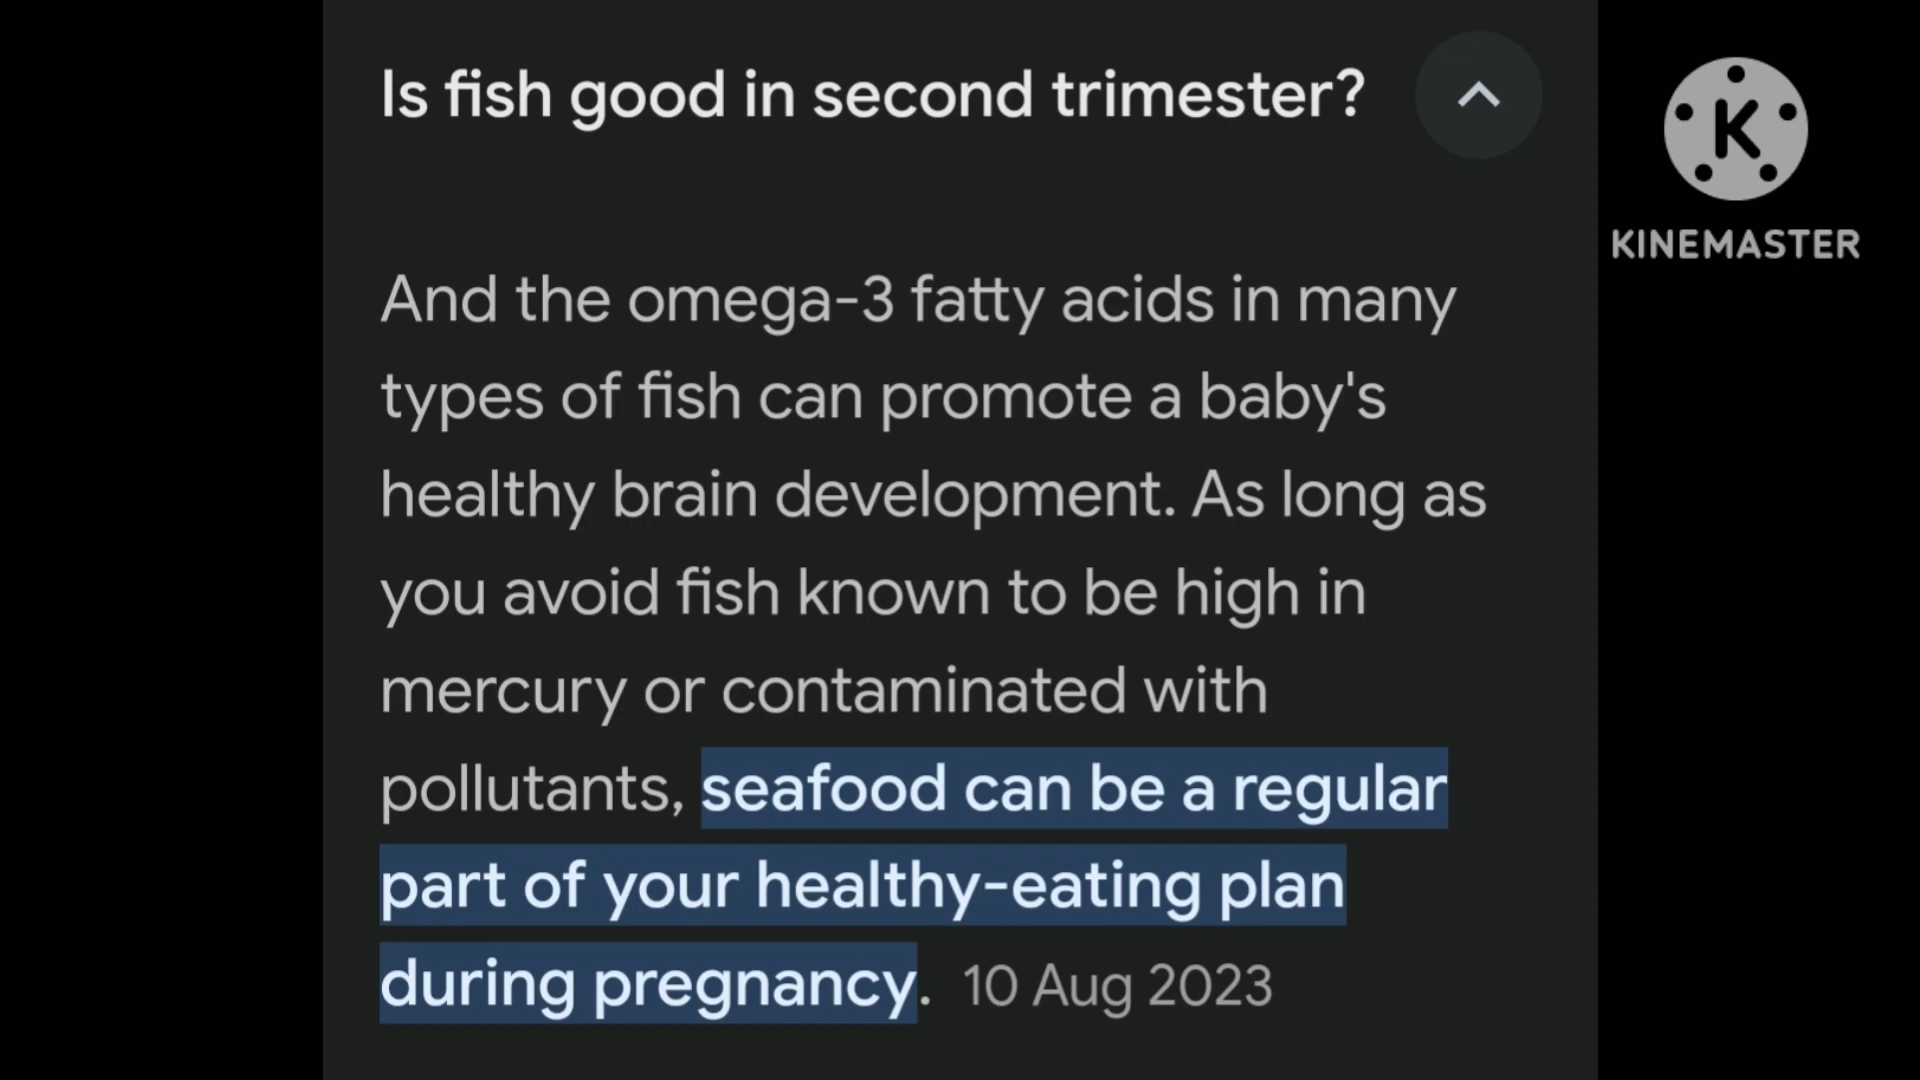 Is fish good in second trimester?
K
KINEMASTER
And the omega-3 fatty acids in many
types of fish can promote a baby's
healthy brain development. As long as
you avoid fish known to be high in
mercury or contaminated with
pollutants, seafood can be a regular
part of your healthy-eating plan
during pregnancy. 10 Aug 2023